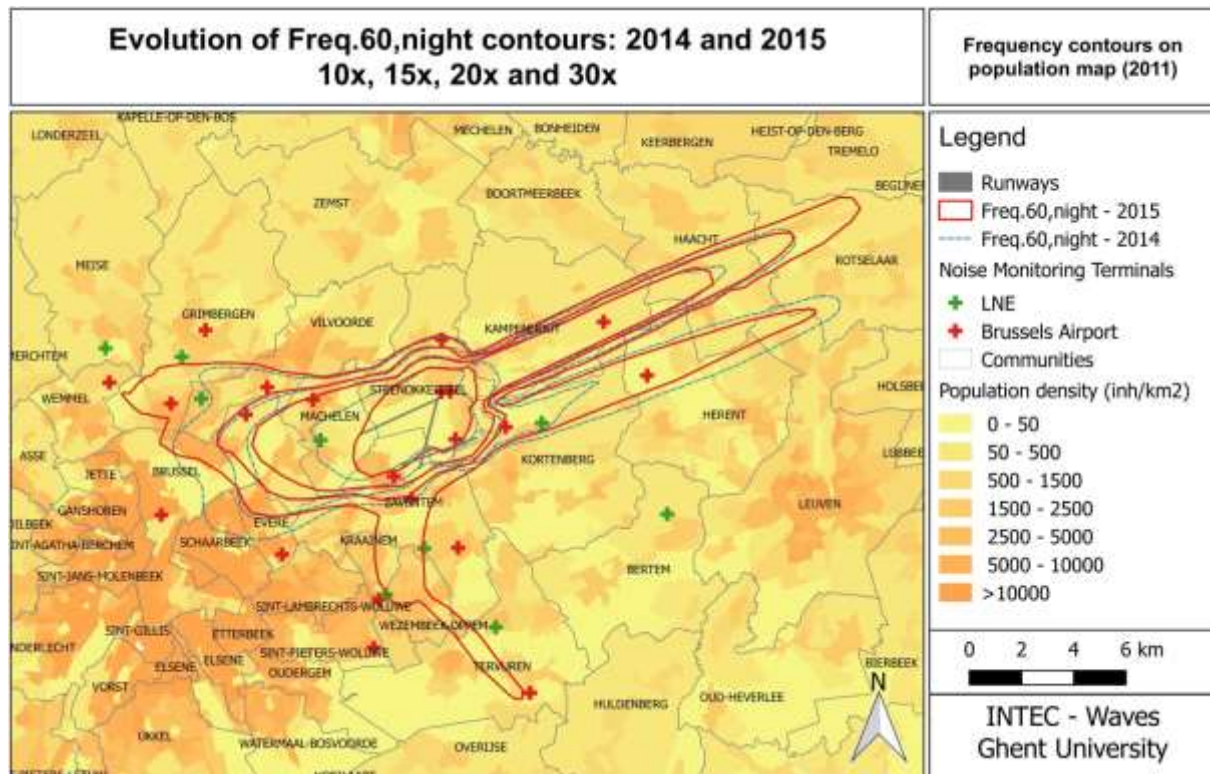 Evolution of Freq.60,night contours: 2014 and 2015
10x, 15x, 20x and 30x
Frequency contours on
population map (2011)
KAPELLE-OP-DEN-BOS
LONDERZEEL
MECHELEN
BONHEIDEN
KEERBERGEN
HEIST-OP-DEN-BERG
TREMELO
BOORTMEERBEEK
ZEMST
HAACHT
ROTSELAAR
MEISE
GRIMBERGEN
VILVOORDE
WEMMEL
MACHELEN
HERENT
ASSE
BRUSSEL
KORTENBERG
JETTE
GANSHOREN
LEUVEN
EVERE
ZAVENTEM
SCHAARBEEK
KRAAINEM
BERTEM
SINT-JANS-MOLENBEEK
SINT-LAMBRECHTS-WOLUWE
WEZEMBEEK-OPPEM
SINT-GILLIS
ETTERBEEK
ELSENE
ELSENE
SINT-PIETERS-WOLUWE
OUDERGEM
TERVUREN
BIERBEEK
VORST
HULDENBERG
OUD-HEVERLEE
UKKEL
WATERMAAL-BOSVOORDE
OVERIJSE
N
Legend
Runways
Freq.60,night - 2015
Freq.60,night - 2014
Noise Monitoring Terminals
LNE
Brussels Airport
Communities
Population density (inh/km2)
0 - 50
50 - 500
500 - 1500
1500 - 2500
2500 - 5000
5000 - 10000
>10000
0 2 4 6 km
INTEC - Waves
Ghent University